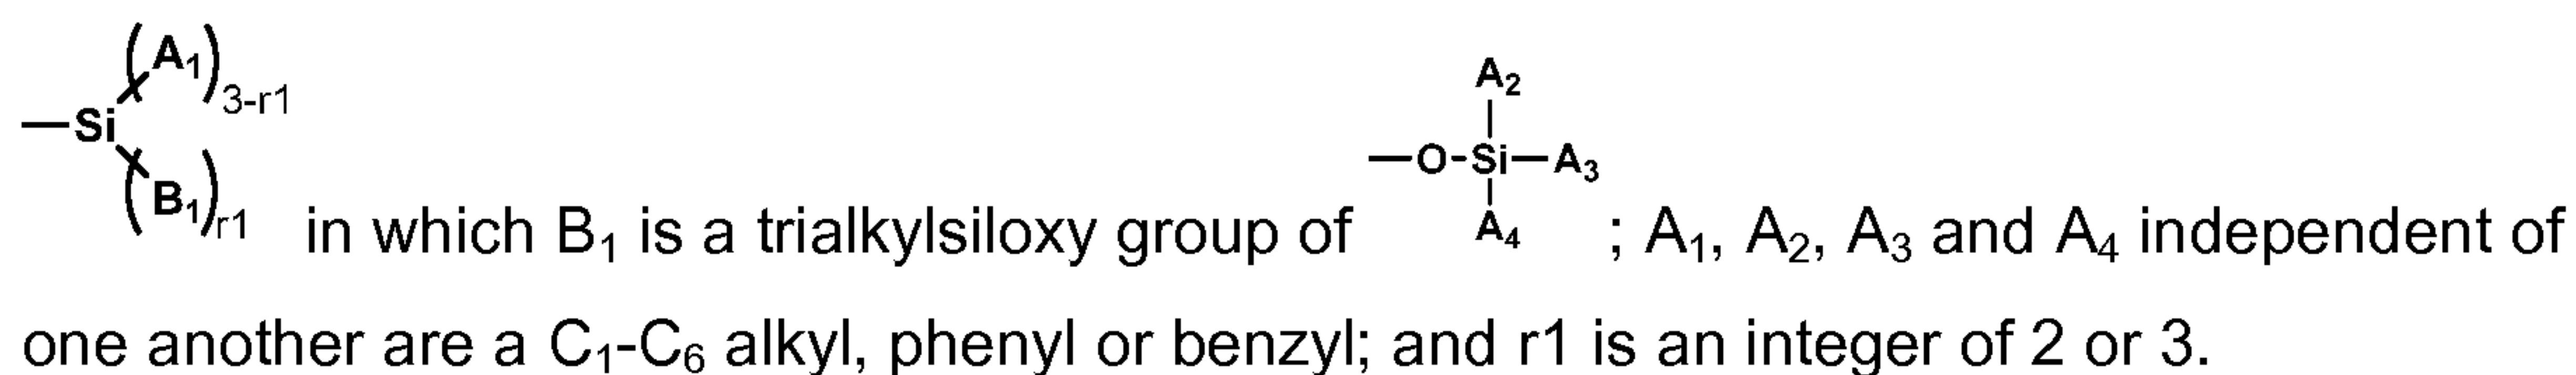 —Si(A₁)₃₋ᵣ₁(B₁)ᵣ₁ in which B₁ is a trialkylsiloxy group of —O-Si(A₂)(A₄)—A₃ ; A₁, A₂, A₃ and A₄ independent of
one another are a C₁-C₆ alkyl, phenyl or benzyl; and r1 is an integer of 2 or 3.